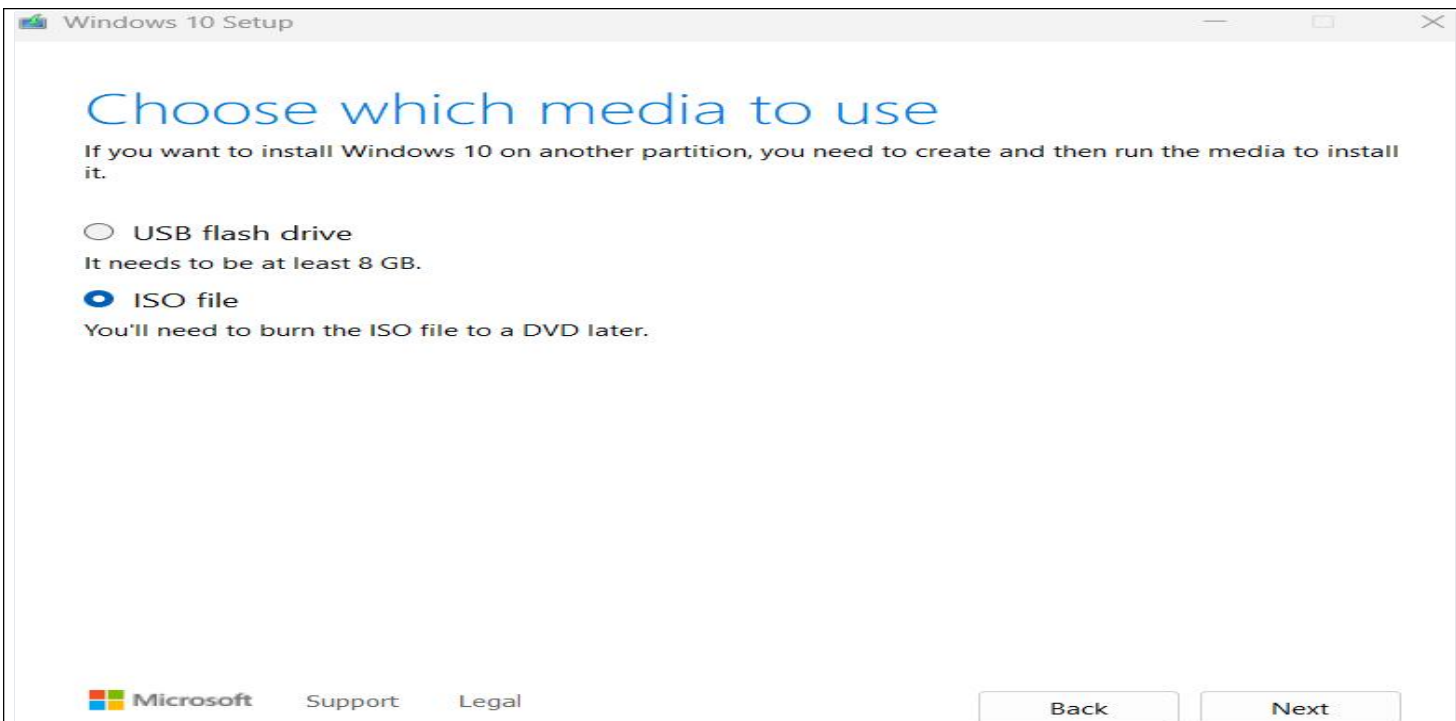 Windows 10 Setup
Choose which media to use
If you want to install Windows 10 on another partition, you need to create and then run the media to install
it.
USB flash drive
It needs to be at least 8 GB.
ISO file
You'll need to burn the ISO file to a DVD later.
Microsoft Support Legal Back Next